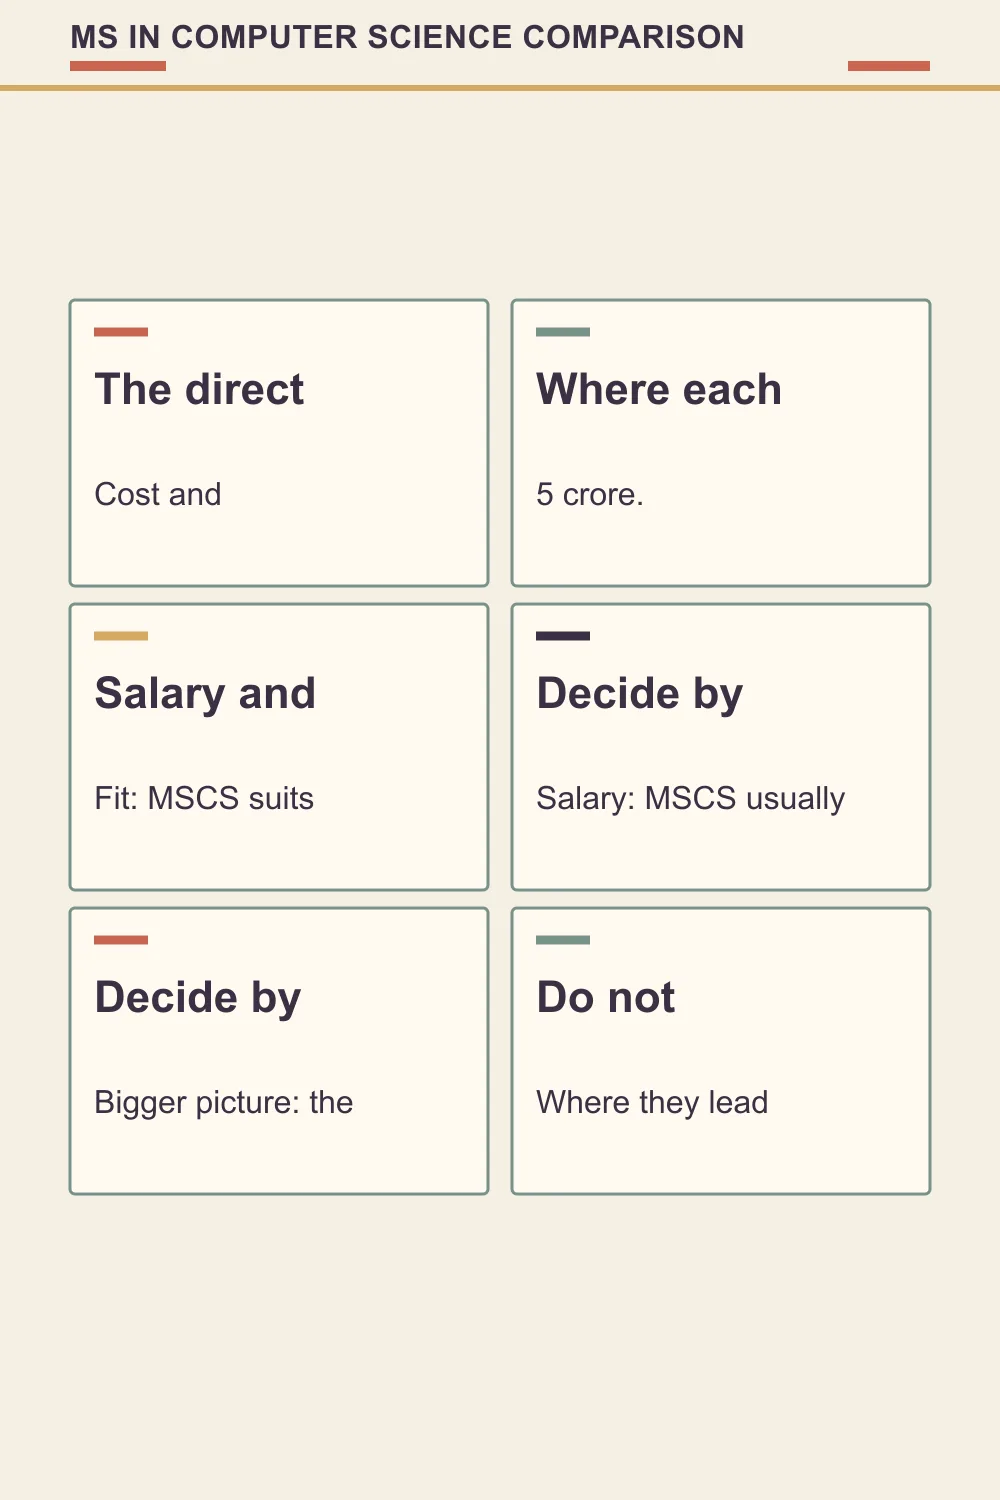 MS IN COMPUTER SCIENCE COMPARISON
The direct
Cost and
Where each
5 crore.
Salary and
Fit: MSCS suits
Decide by
Salary: MSCS usually
Decide by
Bigger picture: the
Do not
Where they lead